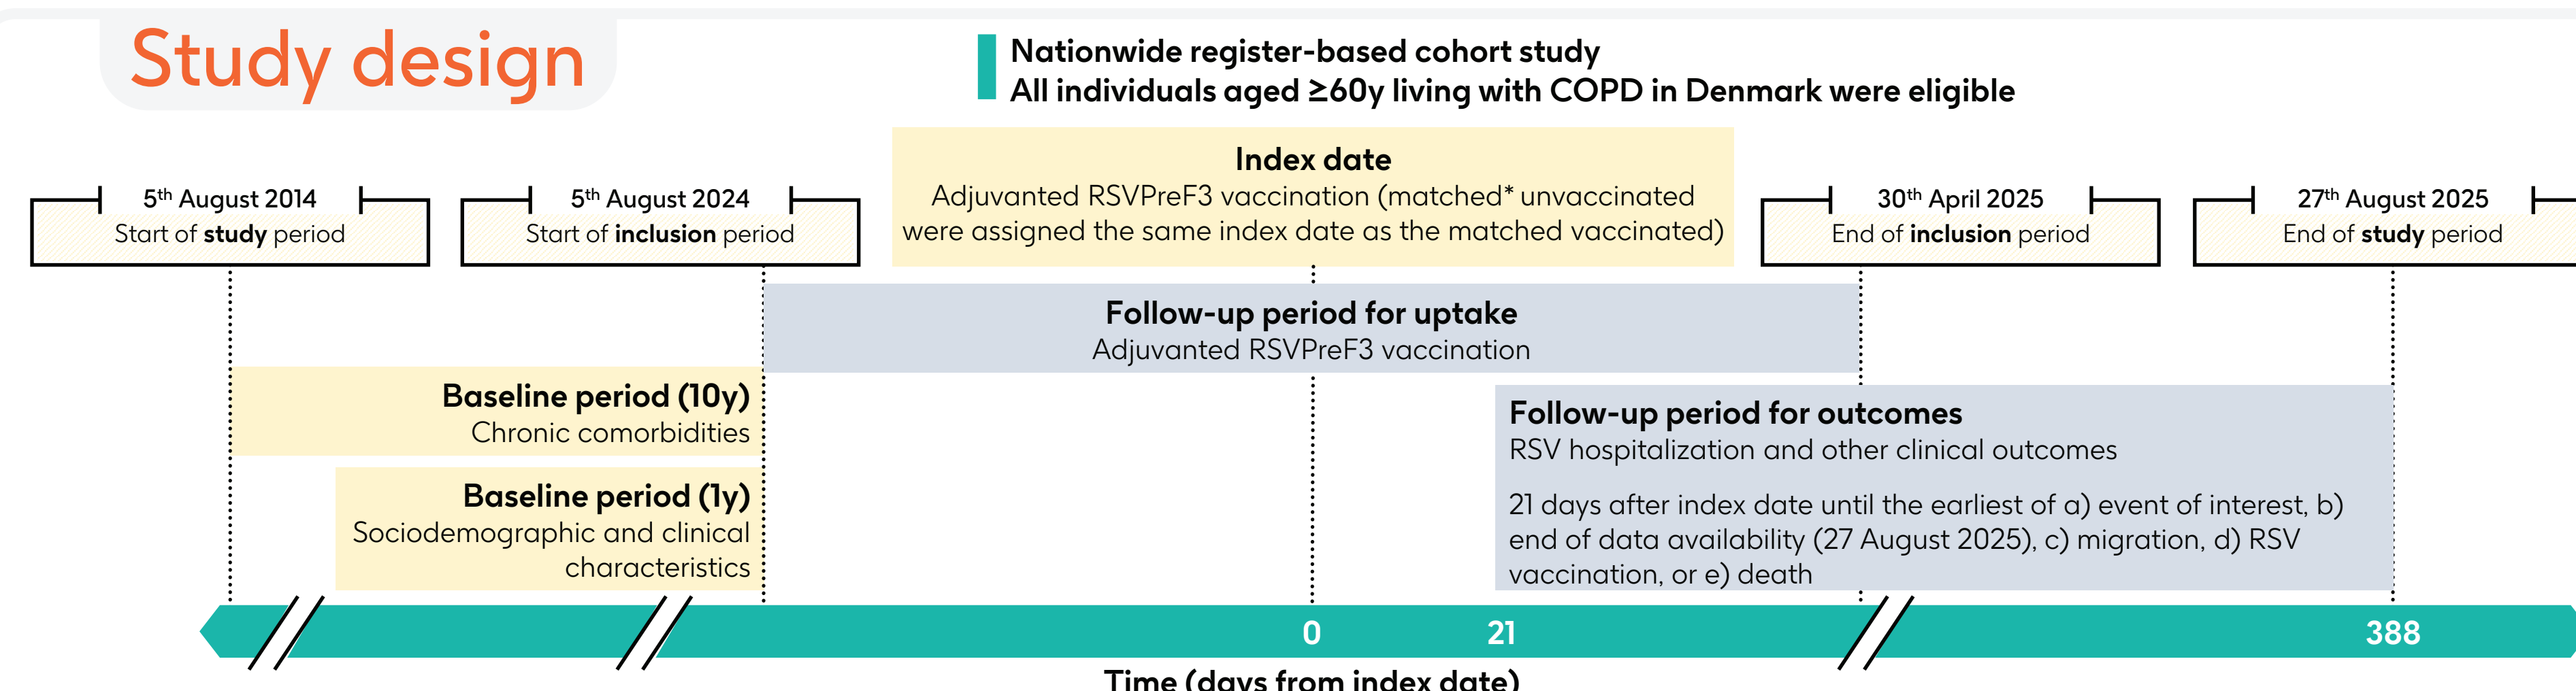 Study design
Nationwide register-based cohort study
All individuals aged ≥60y living with COPD in Denmark were eligible
5th August 2014
Start of study period
5th August 2024
Start of inclusion period
Index date
Adjuvanted RSVPreF3 vaccination (matched* unvaccinated
were assigned the same index date as the matched vaccinated)
30th April 2025
End of inclusion period
27th August 2025
End of study period
Follow-up period for uptake
Adjuvanted RSVPreF3 vaccination
Baseline period (10y)
Chronic comorbidities
Baseline period (1y)
Sociodemographic and clinical
characteristics
Follow-up period for outcomes
RSV hospitalization and other clinical outcomes
21 days after index date until the earliest of a) event of interest, b)
end of data availability (27 August 2025), c) migration, d) RSV
vaccination, or e) death
0 21 388
Time (days from index date)